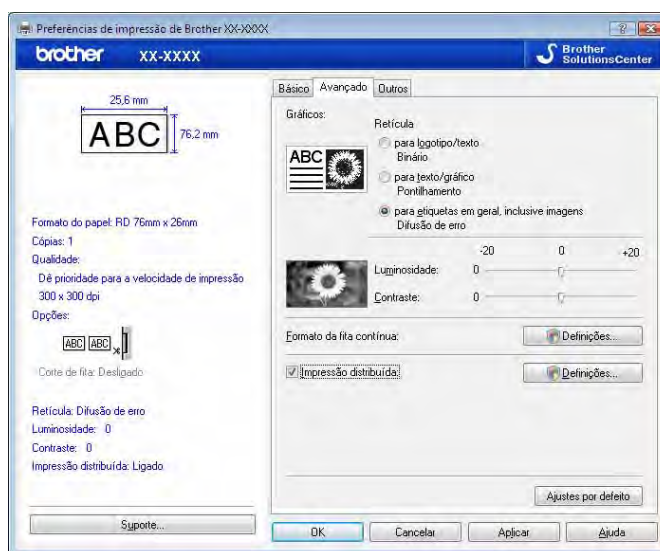 Preferências de impressão de Brother XX-XXXX
brother XX-XXXX
Brother
SolutionsCenter
25,6 mm
ABC
76,2 mm
Formato do papel: RD 76mm x 26mm
Cópias: 1
Qualidade:
Dê prioridade para a velocidade de impressão
300 x 300 dpi
Opções:
ABC ABC
Corte de fita: Desligado
Retícula: Difusão de erro
Luminosidade: 0
Contraste: 0
Impressão distribuída: Ligado
Suporte...
Básico Avançado Outros
Gráficos:
Retícula
ABC
para logotipo/texto
Binário
para texto/gráfico
Pontilhamento
para etiquetas em geral, inclusive imagens
Difusão de erro
-20 0 +20
Luminosidade: 0
Contraste: 0
Formato da fita contínua: Definições...
Impressão distribuída: Definições...
Ajustes por defeito
OK Cancelar Aplicar Ajuda